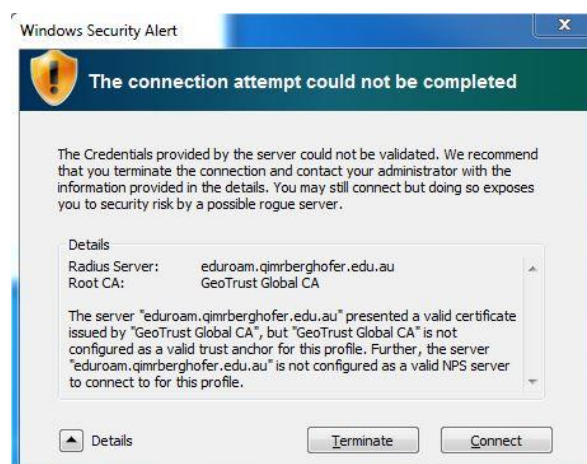 Windows Security Alert
x
The connection attempt could not be completed
The Credentials provided by the server could not be validated. We recommend
that you terminate the connection and contact your administrator with the
information provided in the details. You may still connect but doing so exposes
you to security risk by a possible rogue server.
Details
Radius Server: eduroam.qimrberghofer.edu.au
Root CA: GeoTrust Global CA
The server "eduroam.qimrberghofer.edu.au" presented a valid certificate
issued by "GeoTrust Global CA", but "GeoTrust Global CA" is not
configured as a valid trust anchor for this profile. Further, the server
"eduroam.qimrberghofer.edu.au" is not configured as a valid NPS server
to connect to for this profile.
Details Terminate Connect